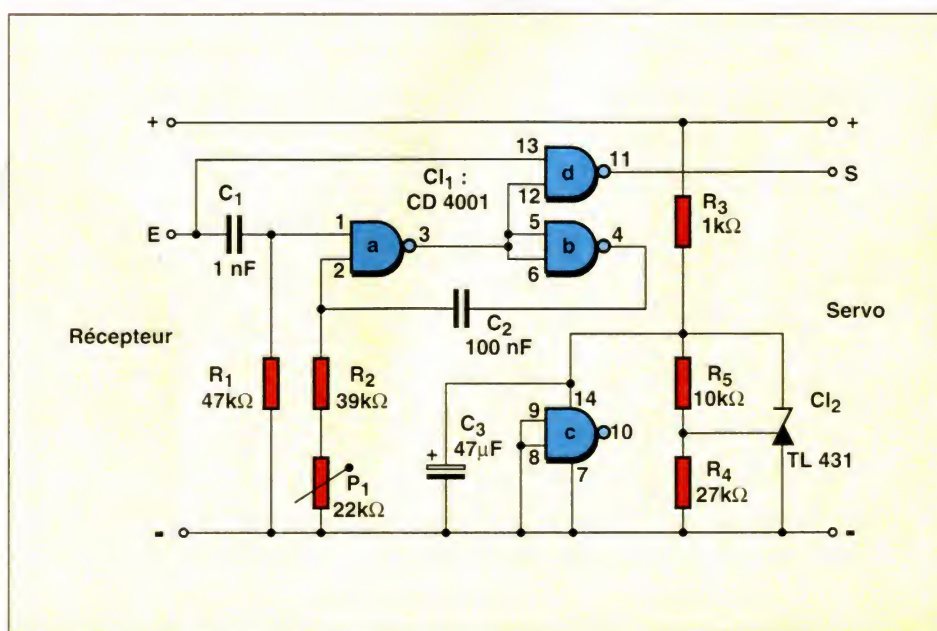 +
+
13
11
d
S
12
C1
CI1 :
CD 4001
R3
1kΩ
E
1
5
a
3
b
4
1 nF
2
6
C2
100 nF
Récepteur
Servo
R1
47kΩ
R2
39kΩ
R5
10kΩ
CI2
14
9
c
10
8
7
C3
+
47µF
TL 431
P1
22kΩ
R4
27kΩ
-
-